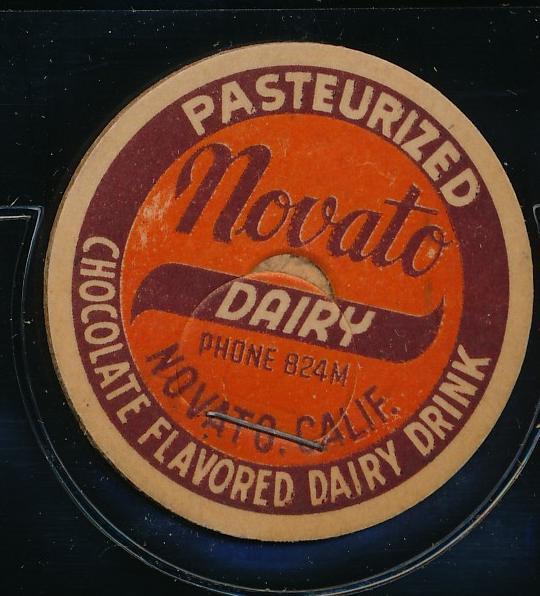 PASTEURIZED
Novato
DAIRY
PHONE 824M
NOVATO. CALIF.
CHOCOLATE FLAVORED DAIRY DRINK